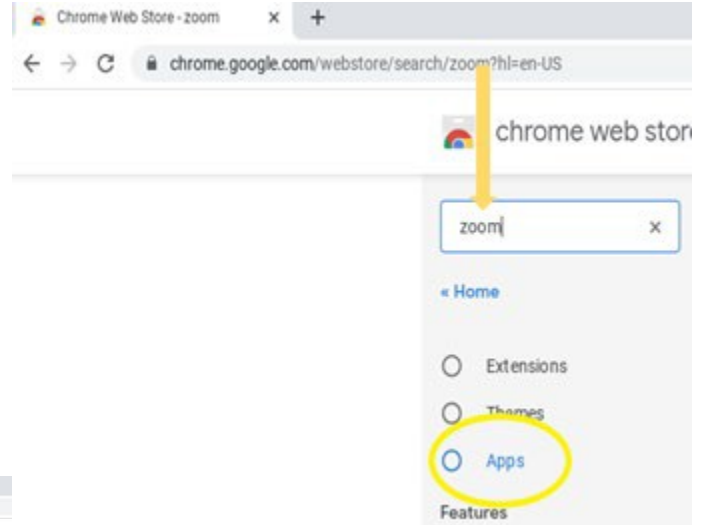 Chrome Web Store - zoom
chrome.google.com/webstore/search/zoom?hl=en-US
chrome web stor
zoom
« Home
Extensions
Themes
Apps
Features